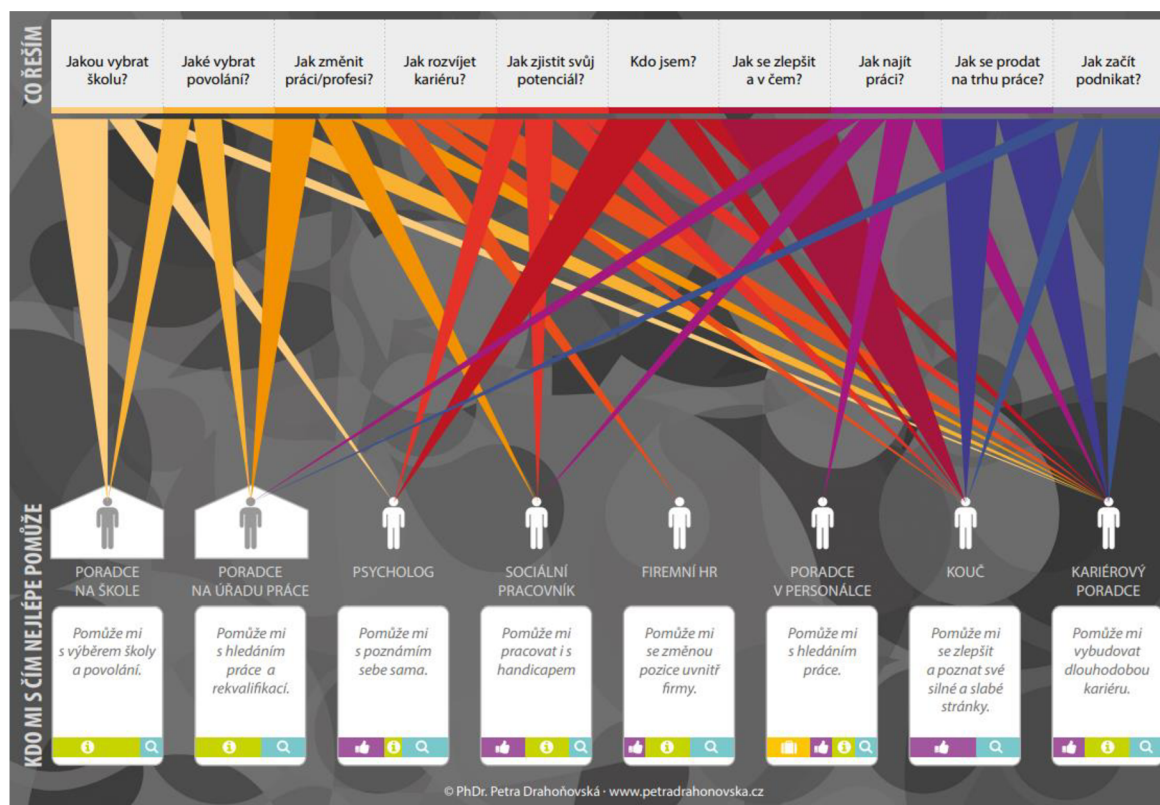 CO ŘEŠÍM
Jakou vybrat
školu?
Jaké vybrat
povolání?
Jak změnit
práci/profesi?
Jak rozvíjet
kariéru?
Jak zjistit svůj
potenciál?
Kdo jsem?
Jak se zlepšit
a v čem?
Jak najít
práci?
Jak se prodat
na trhu práce?
Jak začít
podnikat?
KDO MI S ČÍM NEJLÉPE POMŮŽE
PORADCE
NA ŠKOLE
PORADCE
NA ÚŘADU PRÁCE
PSYCHOLOG
SOCIÁLNÍ
PRACOVNÍK
FIREMNÍ HR
PORADCE
V PERSONÁLCE
KOUČ
KARIÉROVÝ
PORADCE
Pomůže mi
s výběrem školy
a povolání.
Pomůže mi
s hledáním
práce a
rekvalifikací.
Pomůže mi
s poznámím
sebe sama.
Pomůže mi
pracovat i s
handicapem
Pomůže mi
se změnou
pozice uvnitř
firmy.
Pomůže mi
s hledáním
práce.
Pomůže mi
se zlepšit
a poznat své
silné a slabé
stránky.
Pomůže mi
vybudovat
dlouhodobou
kariéru.
© PhDr. Petra Drahoňovská · www.petradrahonovska.cz